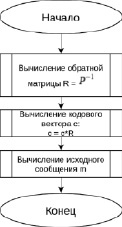 Начало
Вычисление обратной
матрицы R = P⁻¹
Вычисление кодового
вектора c:
c = c*R
Вычисление исходного
сообщения m
Конец